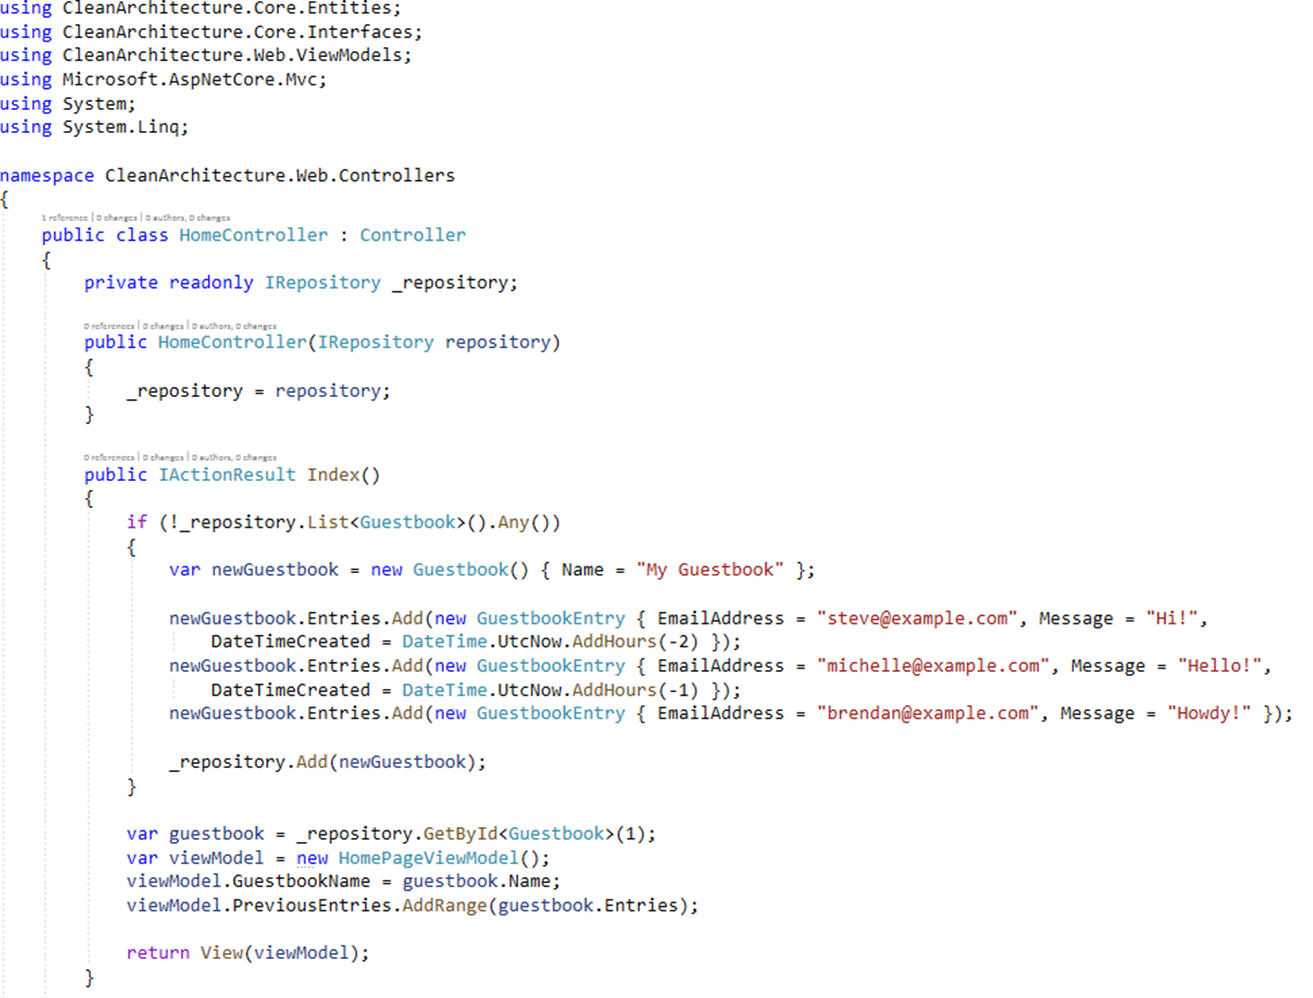 using CleanArchitecture.Core.Entities;
using CleanArchitecture.Core.Interfaces;
using CleanArchitecture.Web.ViewModels;
using Microsoft.AspNetCore.Mvc;
using System;
using System.Linq;
namespace CleanArchitecture.Web.Controllers
{
1 reference | 0 changes | 0 authors, 0 changes
public class HomeController : Controller
{
private readonly IRepository _repository;
0 references | 0 changes | 0 authors, 0 changes
public HomeController(IRepository repository)
{
_repository = repository;
}
0 references | 0 changes | 0 authors, 0 changes
public IActionResult Index()
{
if (!_repository.List<Guestbook>().Any())
{
var newGuestbook = new Guestbook() { Name = "My Guestbook" };
newGuestbook.Entries.Add(new GuestbookEntry { EmailAddress = "steve@example.com", Message = "Hi!",
DateTimeCreated = DateTime.UtcNow.AddHours(-2) });
newGuestbook.Entries.Add(new GuestbookEntry { EmailAddress = "michelle@example.com", Message = "Hello!",
DateTimeCreated = DateTime.UtcNow.AddHours(-1) });
newGuestbook.Entries.Add(new GuestbookEntry { EmailAddress = "brendan@example.com", Message = "Howdy!" });
_repository.Add(newGuestbook);
}
var guestbook = _repository.GetById<Guestbook>(1);
var viewModel = new HomePageViewModel();
viewModel.GuestbookName = guestbook.Name;
viewModel.PreviousEntries.AddRange(guestbook.Entries);
return View(viewModel);
}